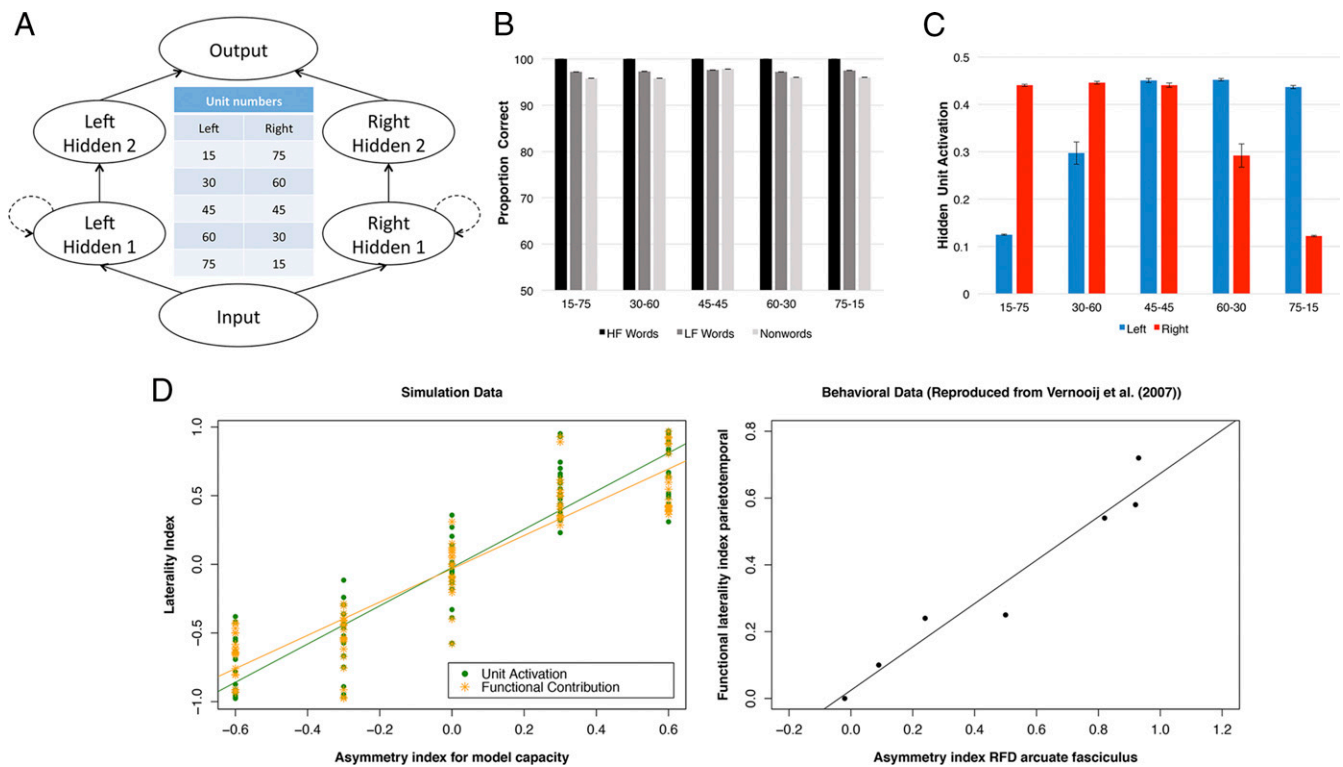 A
Output
Left
Hidden 2
Right
Hidden 2
Left
Hidden 1
Right
Hidden 1
Input
Unit numbers
Left Right
15 75
30 60
45 45
60 30
75 15
B
Proportion Correct
100
90
80
70
60
50
15-75 30-60 45-45 60-30 75-15
HF Words LF Words Nonwords
C
Hidden Unit Activation
0.5
0.4
0.3
0.2
0.1
0
15-75 30-60 45-45 60-30 75-15
Left Right
D
Simulation Data
Laterality Index
1.0
0.5
0.0
−0.5
−1.0
Unit Activation
Functional Contribution
−0.6 −0.4 −0.2 0.0 0.2 0.4 0.6
Asymmetry index for model capacity
Behavioral Data (Reproduced from Vernooij et al. (2007))
Functional laterality index parietotemporal
0.8
0.6
0.4
0.2
0.0
−0.2 0.0 0.2 0.4 0.6 0.8 1.0 1.2
Asymmetry index RFD arcuate fasciculus